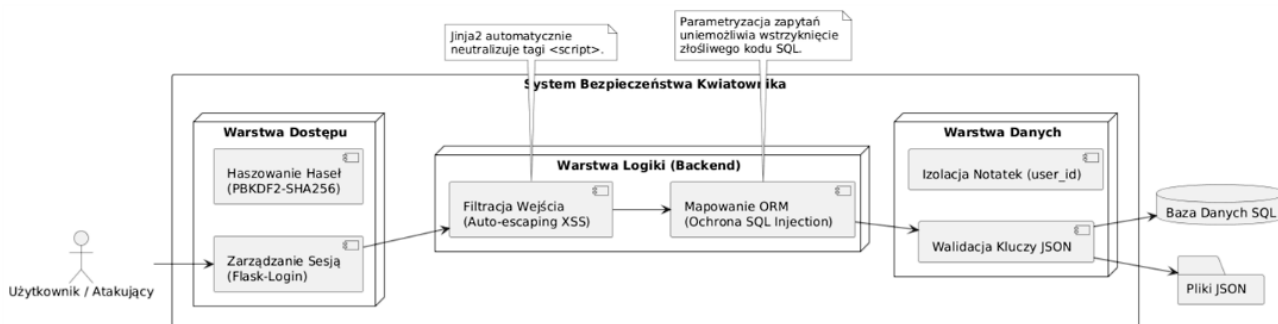 Jinja2 automatycznie
neutralizuje tagi <script>.
Parametryzacja zapytań
uniemożliwia wstrzyknięcie
złośliwego kodu SQL.
System Bezpieczeństwa Kwiatownika
Warstwa Dostępu
Haszowanie Haseł
(PBKDF2-SHA256)
Zarządzanie Sesją
(Flask-Login)
Użytkownik / Atakujący
Warstwa Logiki (Backend)
Filtracja Wejścia
(Auto-escaping XSS)
Mapowanie ORM
(Ochrona SQL Injection)
Warstwa Danych
Izolacja Notatek (user_id)
Walidacja Kluczy JSON
Baza Danych SQL
Pliki JSON